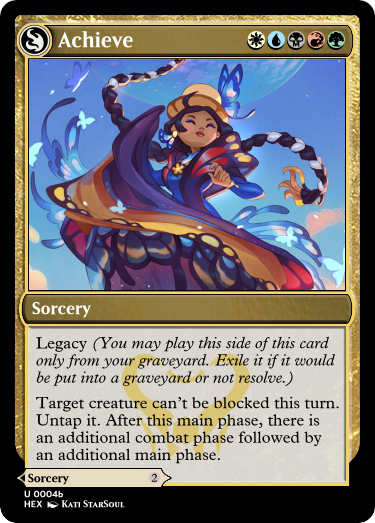 Achieve
Sorcery
Legacy (You may play this side of this card
only from your graveyard. Exile it if it would
be put into a graveyard or not resolve.)
Target creature can't be blocked this turn.
Untap it. After this main phase, there is
an additional combat phase followed by
an additional main phase.
Sorcery 2
U 0004b
HEX Kati StarSoul